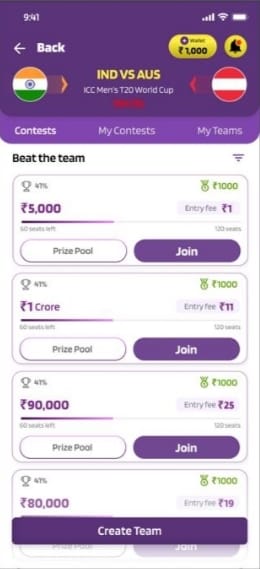 9:41
Back
Wallet
₹1,000
IND VS AUS
ICC Men's T20 World Cup
Contests My Contests My Teams
Beat the team
41% ₹1000
₹5,000 Entry fee ₹1
60 seats left 120 seats
Prize Pool Join
41% ₹1000
₹1 Crore Entry fee ₹11
60 seats left 120 seats
Prize Pool Join
41% ₹1000
₹90,000 Entry fee ₹25
60 seats left 120 seats
Prize Pool Join
41% ₹1000
₹80,000 Entry fee ₹19
Create Team
Prize Pool Join